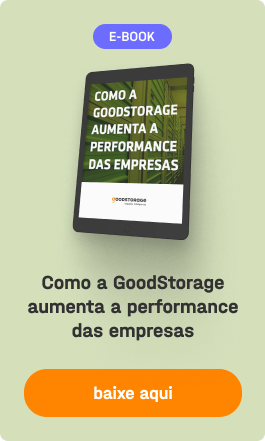 E-BOOK
COMO A
GOODSTORAGE
AUMENTA A
PERFORMANCE
DAS EMPRESAS
GOODSTORAGE
Como a GoodStorage
aumenta a performance
das empresas
baixe aqui